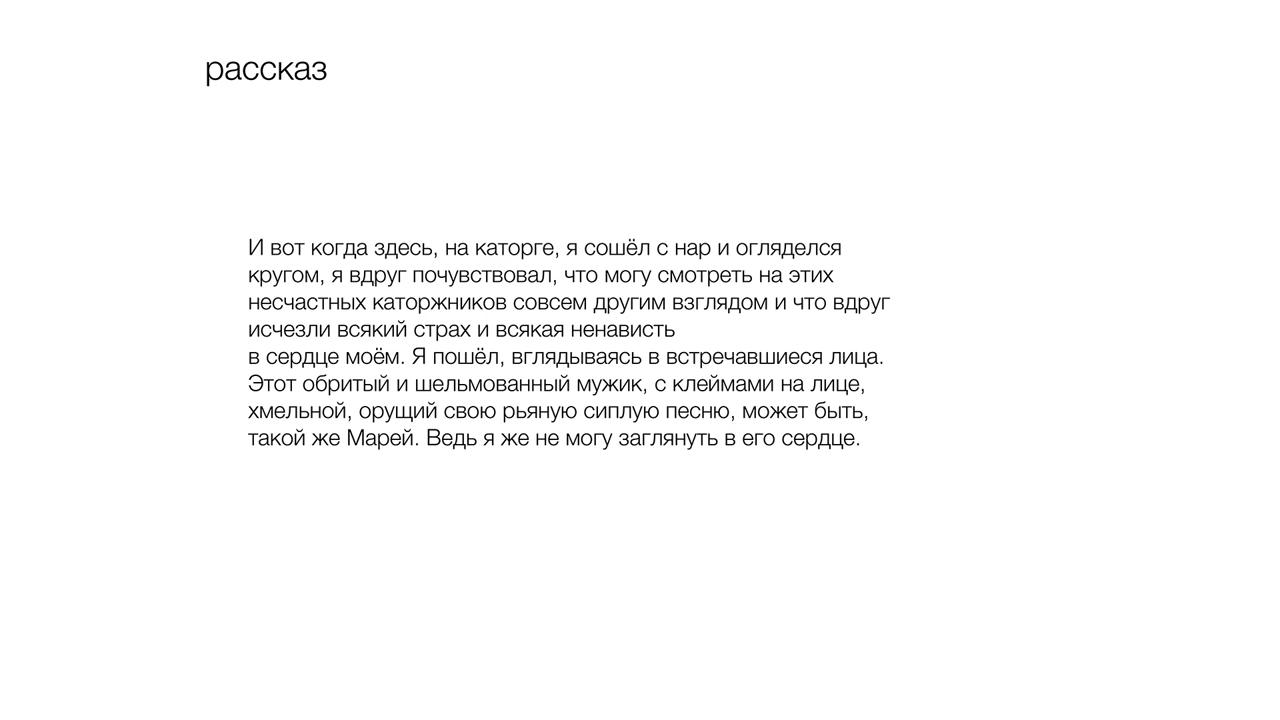 рассказ
И вот когда здесь, на каторге, я сошёл с нар и огляделся
кругом, я вдруг почувствовал, что могу смотреть на этих
несчастных каторжников совсем другим взглядом и что вдруг
исчезли всякий страх и всякая ненависть
в сердце моём. Я пошёл, вглядываясь в встречавшиеся лица.
Этот обритый и шельмованный мужик, с клеймами на лице,
хмельной, орущий свою рьяную сиплую песню, может быть,
такой же Марей. Ведь я же не могу заглянуть в его сердце.